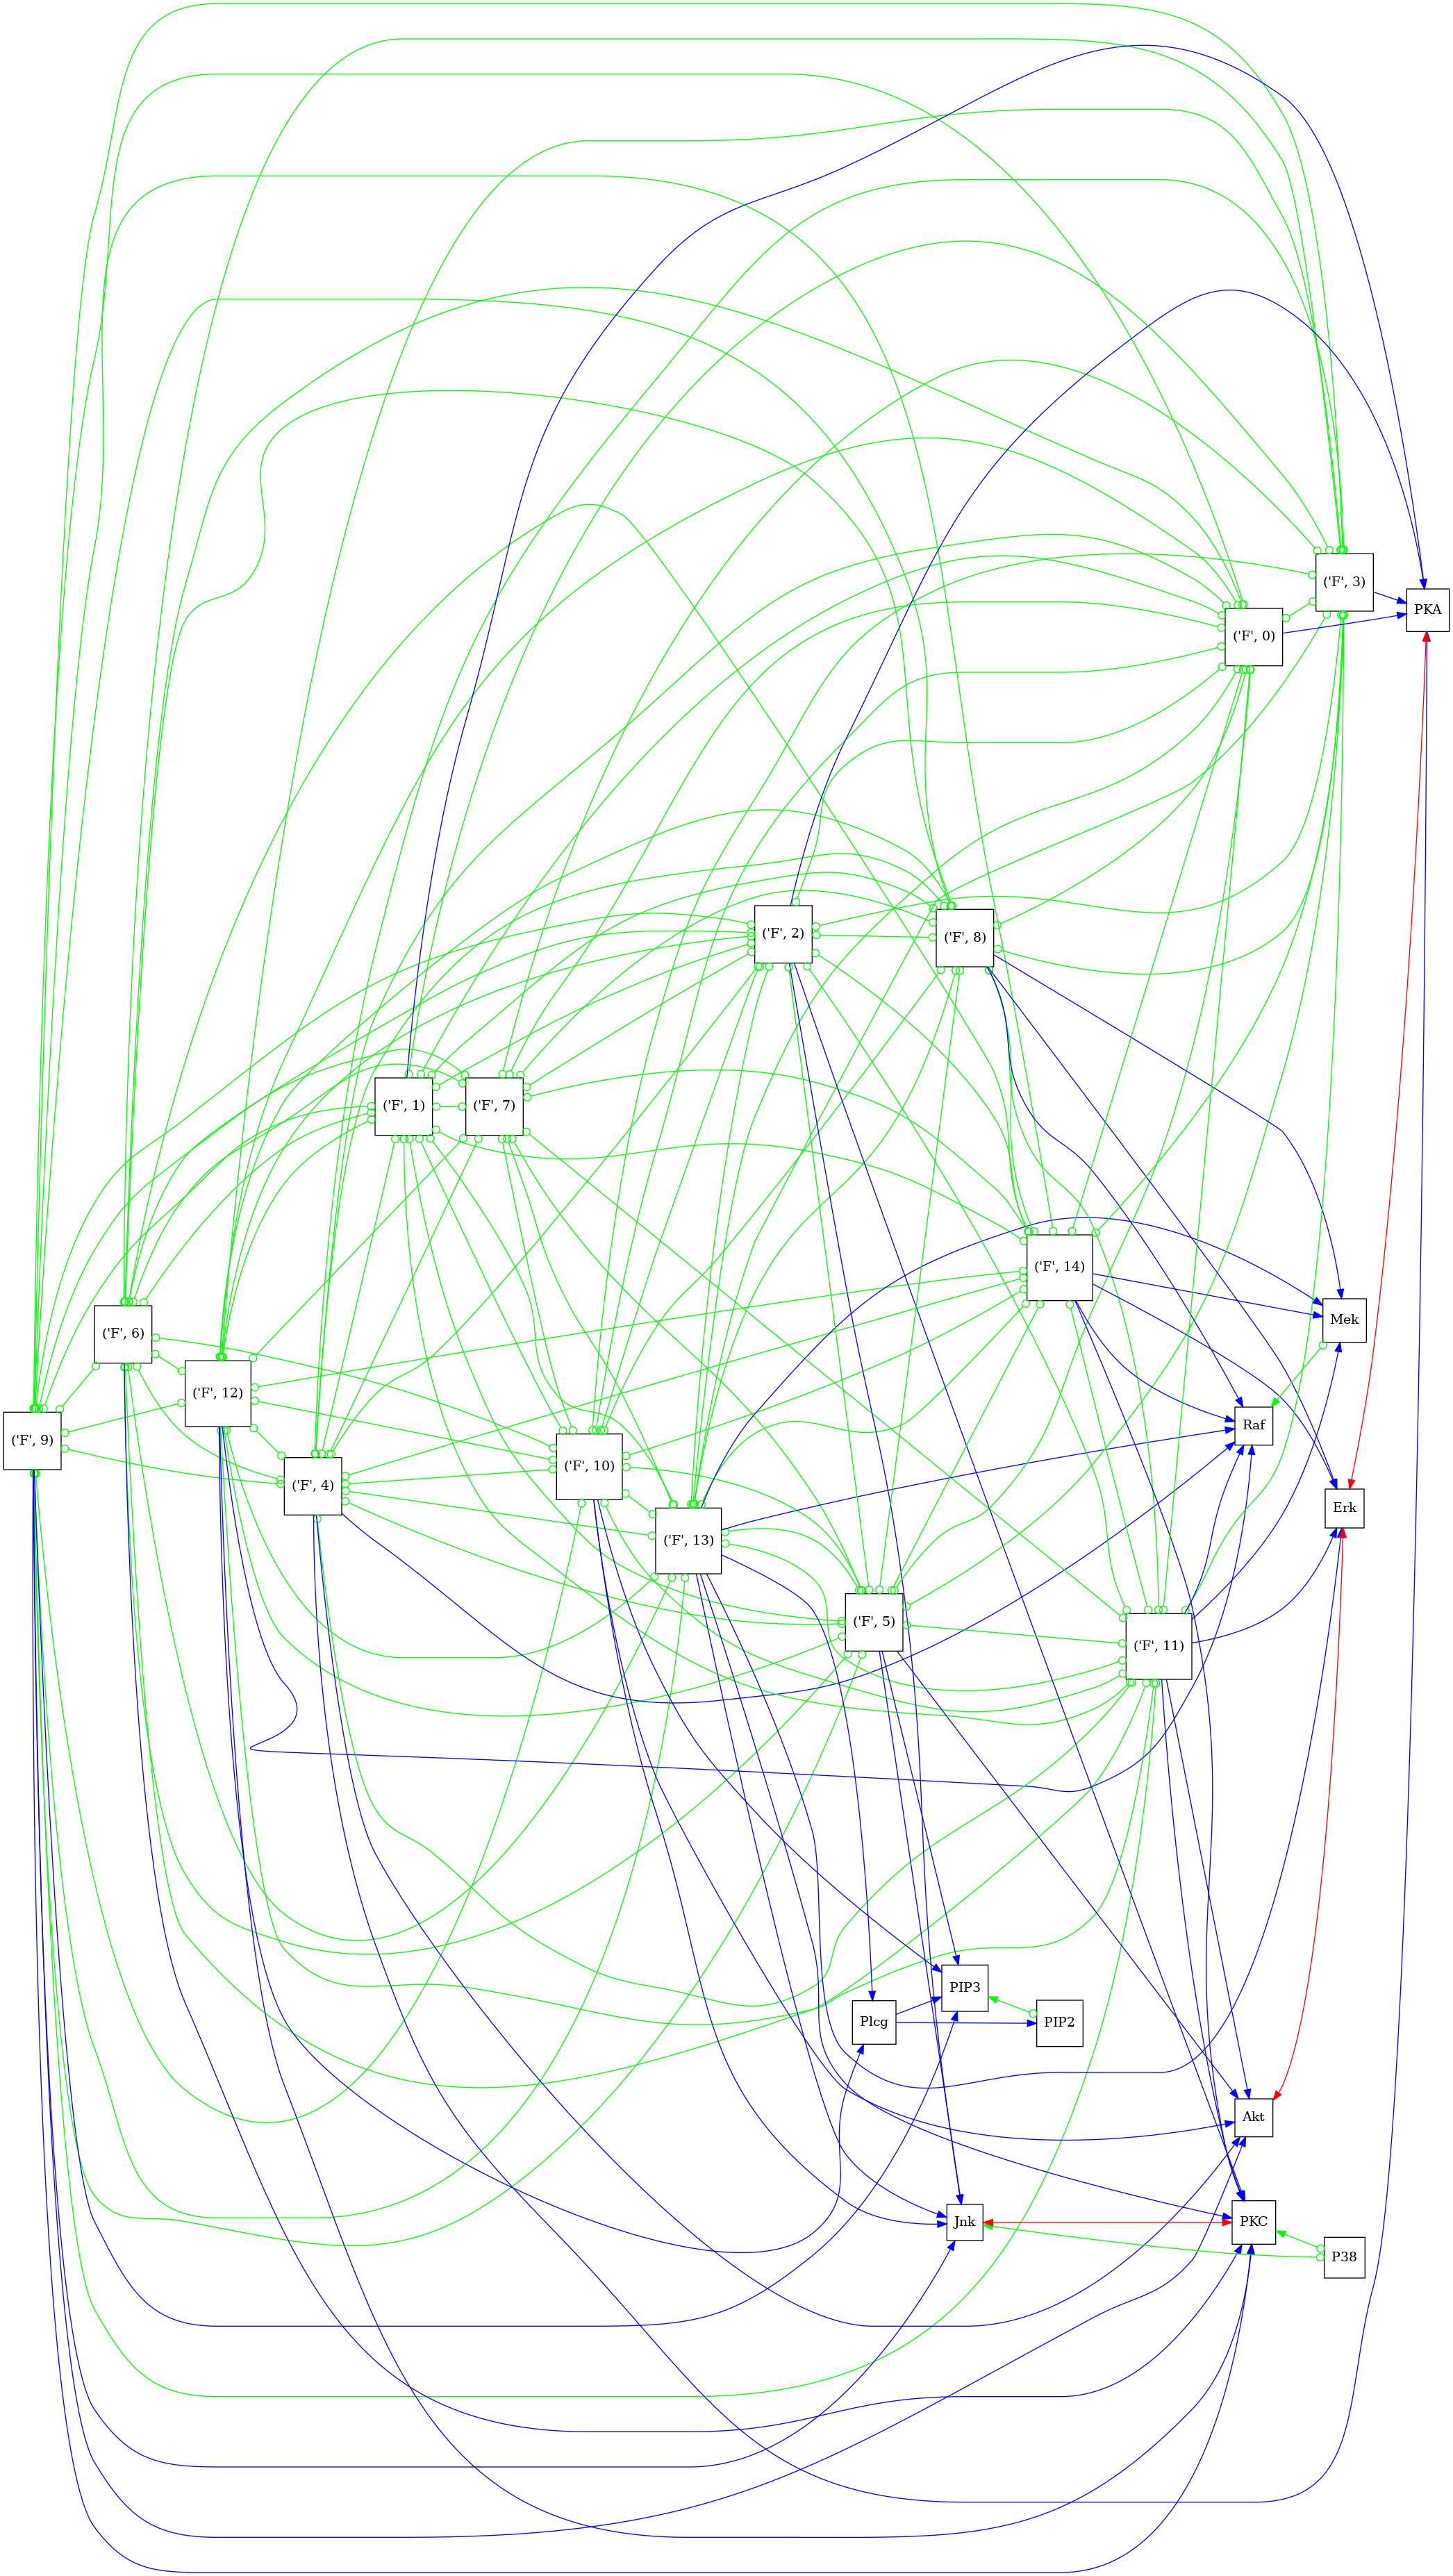 ('F', 3)
PKA
('F', 0)
('F', 2)
('F', 8)
('F', 1)
('F', 7)
('F', 14)
Mek
('F', 6)
('F', 12)
Raf
('F', 9)
('F', 10)
('F', 4)
Erk
('F', 13)
('F', 5)
('F', 11)
PIP3
Plcg
PIP2
Akt
Jnk
PKC
P38